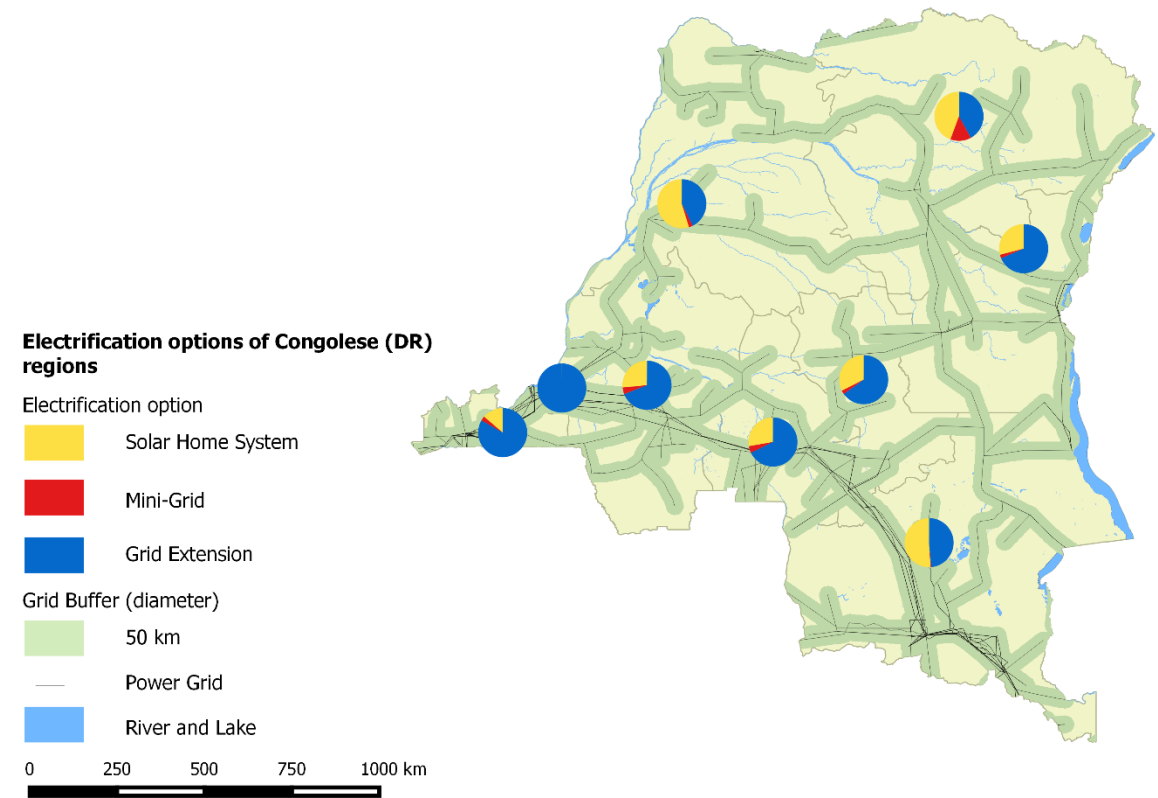 Electrification options of Congolese (DR)
regions
Electrification option
Solar Home System
Mini-Grid
Grid Extension
Grid Buffer (diameter)
50 km
Power Grid
River and Lake
0 250 500 750 1000 km